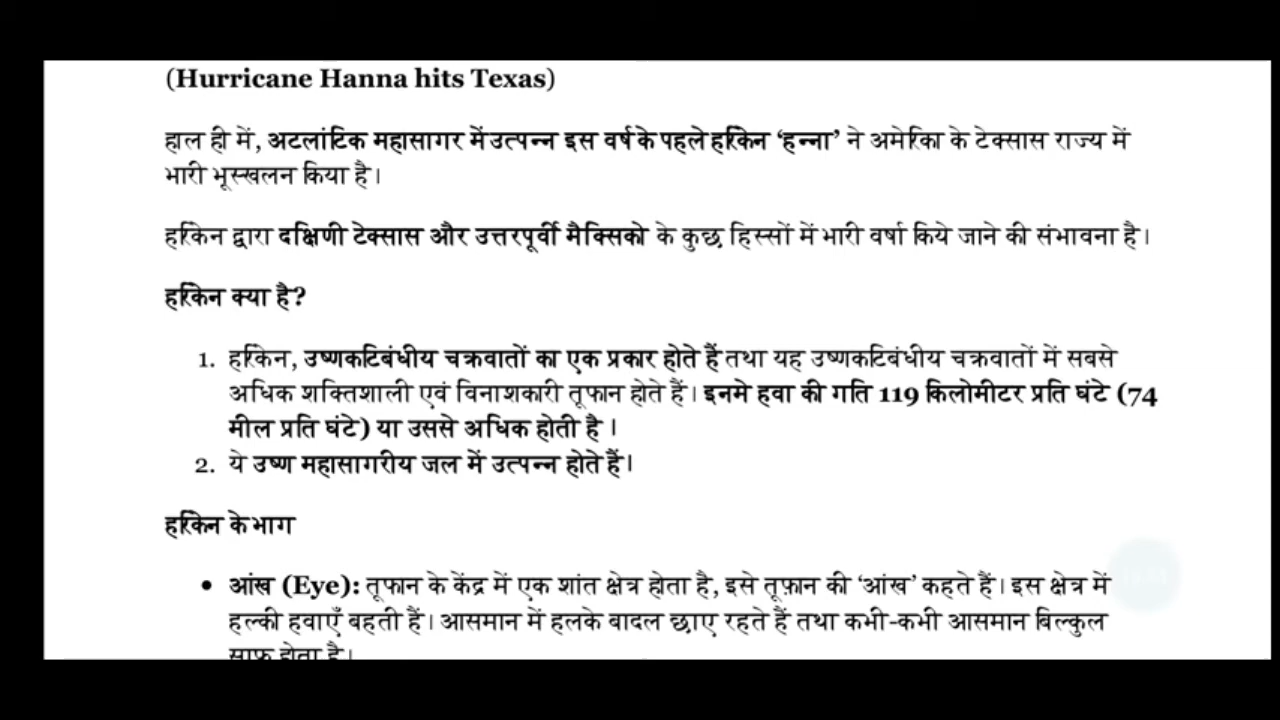 (Hurricane Hanna hits Texas)
हाल ही में, अटलांटिक महासागर में उत्पन्न इस वर्ष के पहले हरिकेन ‘हन्ना’ ने अमेरिका के टेक्सास राज्य में
भारी भूस्खलन किया है।
हरिकेन द्वारा दक्षिणी टेक्सास और उत्तरपूर्वी मैक्सिको के कुछ हिस्सों में भारी वर्षा किये जाने की संभावना है।
हरिकेन क्या है?
1. हरिकेन, उष्णकटिबंधीय चक्रवातों का एक प्रकार होते हैं तथा यह उष्णकटिबंधीय चक्रवातों में सबसे
अधिक शक्तिशाली एवं विनाशकारी तूफान होते हैं। इनमे हवा की गति 119 किलोमीटर प्रति घंटे (74
मील प्रति घंटे) या उससे अधिक होती है।
2. ये उष्ण महासागरीय जल में उत्पन्न होते हैं।
हरिकेन के भाग
• आंख (Eye): तूफान के केंद्र में एक शांत क्षेत्र होता है, इसे तूफ़ान की ‘आंख’ कहते हैं। इस क्षेत्र में
हल्की हवाएँ बहती हैं। आसमान में हलके बादल छाए रहते हैं तथा कभी-कभी आसमान बिल्कुल
साफ होता है।